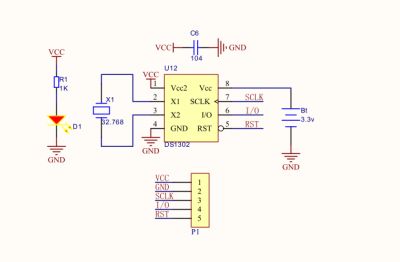 C6
VCC
GND
104
VCC
R1
1K
D1
GND
X1
32.768
U12
VCC
1 Vcc2 Vcc 8
2 X1 SCLK 7 SCLK
3 X2 I/O 6 I/O
4 GND RST 5 RST
DS1302
GND
Bt
3.3v
GND
VCC 1
GND 2
SCLK 3
I/O 4
RST 5
P1